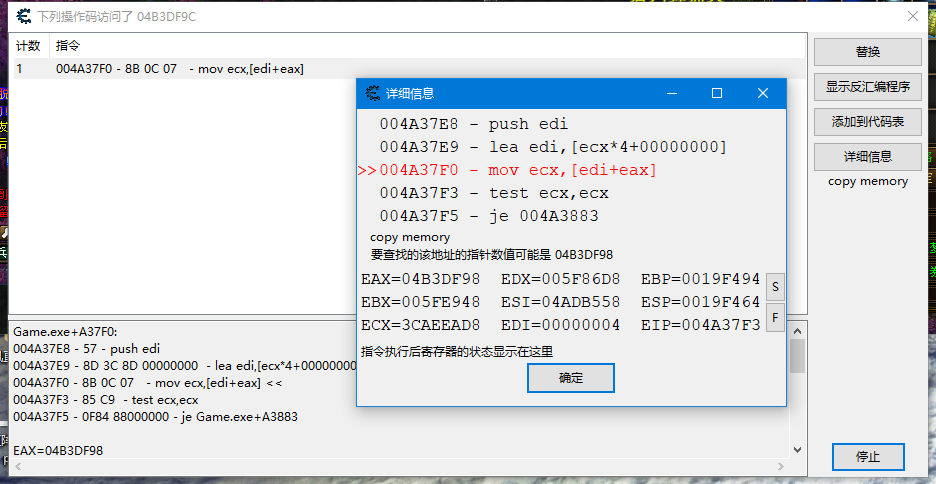 下列操作码访问了 04B3DF9C
计数 指令
1 004A37F0 - 8B 0C 07 - mov ecx,[edi+eax]
替换
显示反汇编程序
添加到代码表
详细信息
copy memory
详细信息
004A37E8 - push edi
004A37E9 - lea edi,[ecx*4+00000000]
>>004A37F0 - mov ecx,[edi+eax]
004A37F3 - test ecx,ecx
004A37F5 - je 004A3883
copy memory
要查找的该地址的指针数值可能是 04B3DF98
EAX=04B3DF98 EDX=005F86D8 EBP=0019F494
EBX=005FE948 ESI=04ADB558 ESP=0019F464
ECX=3CAEEAD8 EDI=00000004 EIP=004A37F3
S
F
指令执行后寄存器的状态显示在这里
确定
Game.exe+A37F0:
004A37E8 - 57 - push edi
004A37E9 - 8D 3C 8D 00000000 - lea edi,[ecx*4+00000000
004A37F0 - 8B 0C 07 - mov ecx,[edi+eax] <<
004A37F3 - 85 C9 - test ecx,ecx
004A37F5 - 0F84 88000000 - je Game.exe+A3883
EAX=04B3DF98
停止